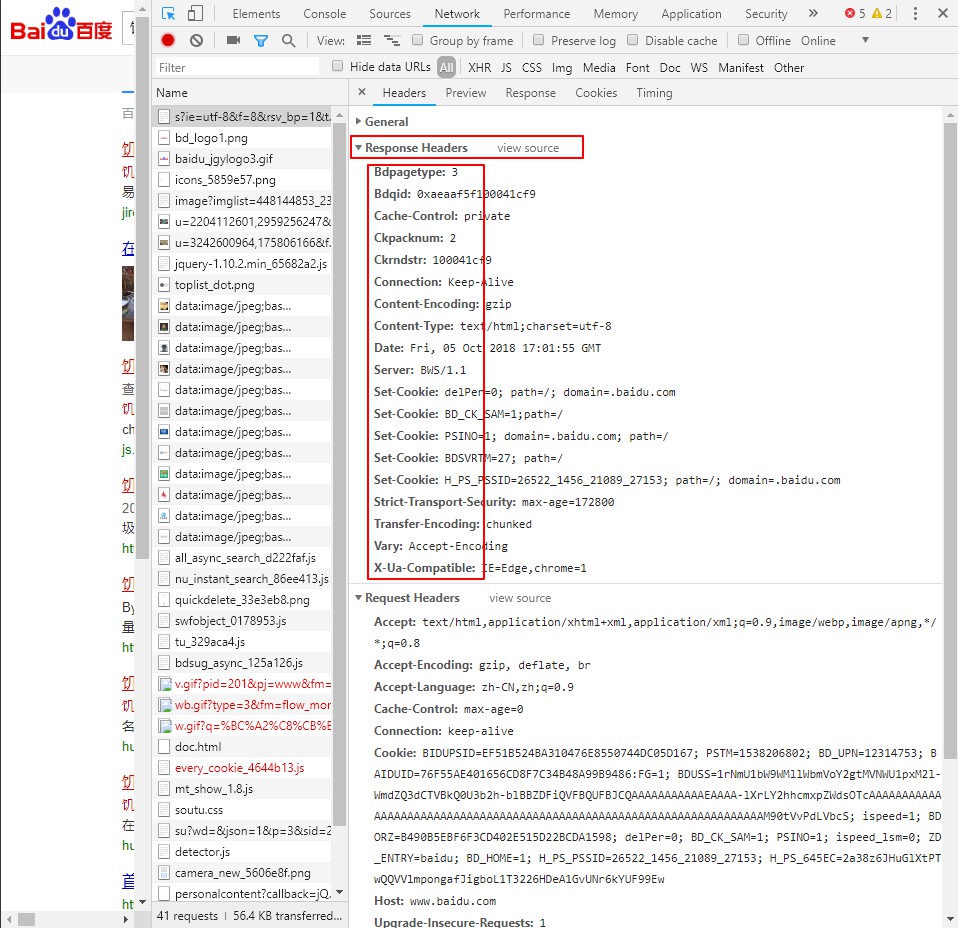 Bai du 百度
Elements Console Sources Network Performance Memory Application Security » 5 2
View: Group by frame Preserve log Disable cache Offline Online
Filter Hide data URLs All XHR JS CSS Img Media Font Doc WS Manifest Other
Name
× Headers Preview Response Cookies Timing
s?ie=utf-8&f=8&rsv_bp=1&t.
bd_logo1.png
baidu_jgylogo3.gif
icons_5859e57.png
image?imglist=448144853_23
u=2204112601,2959256247&
u=3242600964,175806166&f.
jquery-1.10.2.min_65682a2.js
toplist_dot.png
data:image/jpeg;bas...
data:image/jpeg;bas...
data:image/jpeg;bas...
data:image/jpeg;bas...
data:image/jpeg;bas...
data:image/jpeg;bas...
data:image/jpeg;bas...
data:image/jpeg;bas...
data:image/jpeg;bas...
data:image/jpeg;bas...
data:image/jpeg;bas...
data:image/jpeg;bas...
all_async_search_d222faf.js
nu_instant_search_86ee413.js
quickdelete_33e3eb8.png
swfobject_0178953.js
tu_329aca4.js
bdsug_async_125a126.js
v.gif?pid=201&pj=www&fm=
wb.gif?type=3&fm=flow_mor
w.gif?q=%BC%A2%C8%CB%E
doc.html
every_cookie_4644b13.js
mt_show_1.8.js
soutu.css
su?wd=&json=1&p=3&sid=2
detector.js
camera_new_5606e8f.png
personalcontent?callback=jQ.
41 requests | 56.4 KB transferred...
General
Response Headers view source
Bdpagetype: 3
Bdqid: 0xaeaaf5f100041cf9
Cache-Control: private
Ckpacknum: 2
Ckrndstr: 100041cf9
Connection: Keep-Alive
Content-Encoding: gzip
Content-Type: text/html;charset=utf-8
Date: Fri, 05 Oct 2018 17:01:55 GMT
Server: BWS/1.1
Set-Cookie: delPer=0; path=/; domain=.baidu.com
Set-Cookie: BD_CK_SAM=1;path=/
Set-Cookie: PSINO=1; domain=.baidu.com; path=/
Set-Cookie: BDSVRTM=27; path=/
Set-Cookie: H_PS_PSSID=26522_1456_21089_27153; path=/; domain=.baidu.com
Strict-Transport-Security: max-age=172800
Transfer-Encoding: chunked
Vary: Accept-Encoding
X-Ua-Compatible: IE=Edge,chrome=1
Request Headers view source
Accept: text/html,application/xhtml+xml,application/xml;q=0.9,image/webp,image/apng,*/
*;q=0.8
Accept-Encoding: gzip, deflate, br
Accept-Language: zh-CN,zh;q=0.9
Cache-Control: max-age=0
Connection: keep-alive
Cookie: BIDUPSID=EF51B524BA310476E8550744DC05D167; PSTM=1538206802; BD_UPN=12314753; B
AIDUID=76F55AE401656CD8F7C34B48A99B9486:FG=1;
ispeed=1; BD
ORZ=B490B5EBF6F3CD402E515D22BCDA1598; delPer=0; BD_CK_SAM=1; PSINO=1; ispeed_lsm=0; ZD
_ENTRY=baidu; BD_HOME=1; H_PS_PSSID=26522_1456_21089_27153;
Host: www.baidu.com
Upgrade-Insecure-Requests: 1